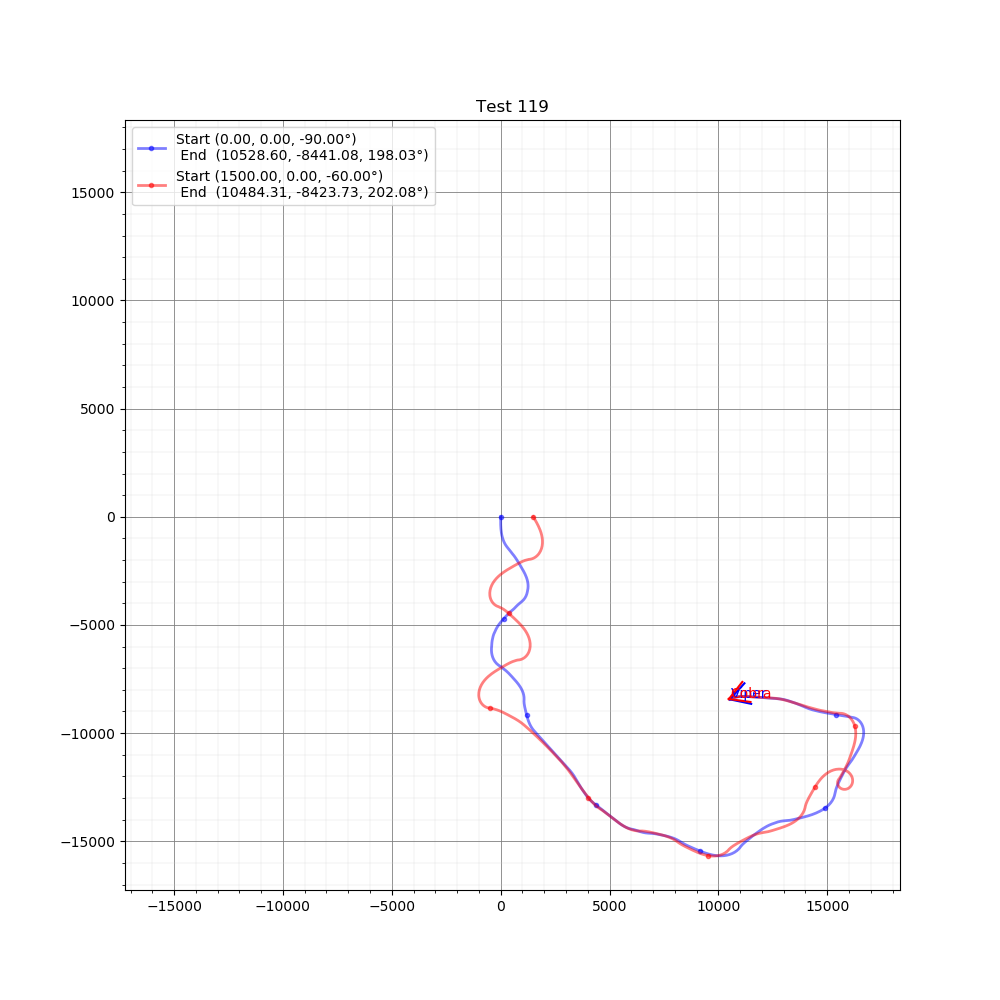 Test 119
Start (0.00, 0.00, -90.00°)
End (10528.60, -8441.08, 198.03°)
Start (1500.00, 0.00, -60.00°)
End (10484.31, -8423.73, 202.08°)
15000
10000
5000
0
−5000
−10000
−15000
−15000 −10000 −5000 0 5000 10000 15000